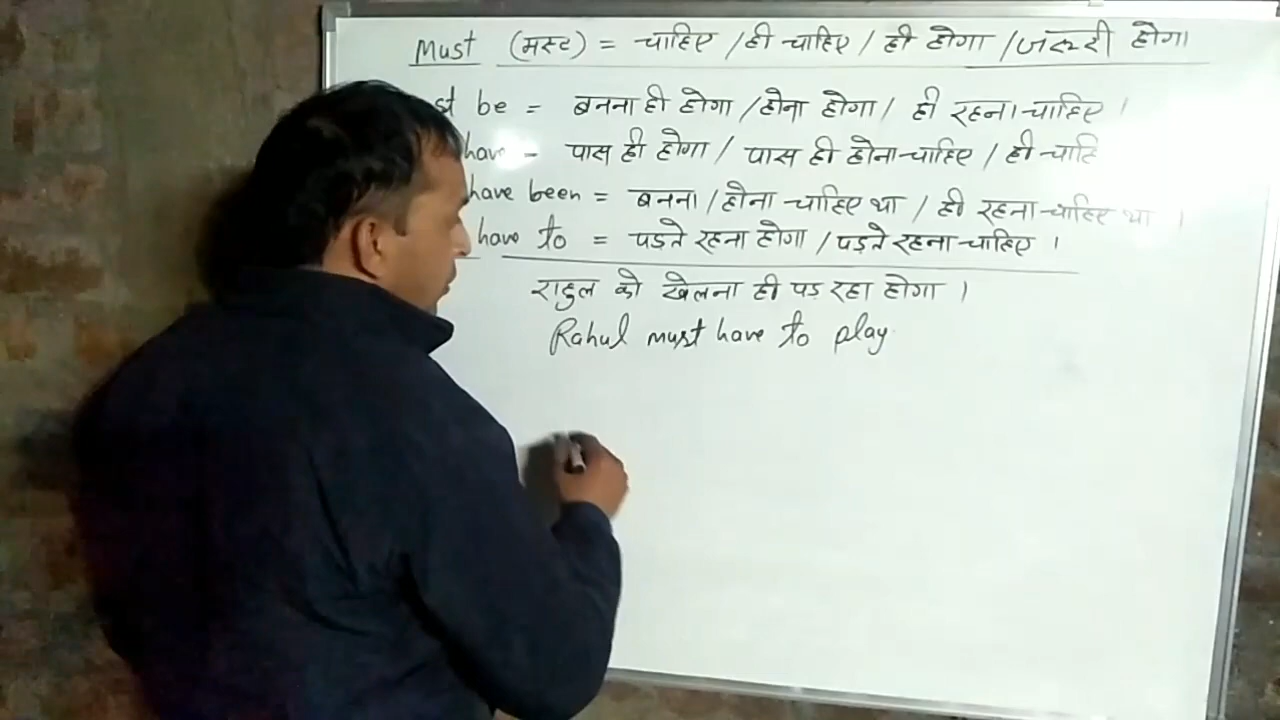 Must (मस्ट) = चाहिए / ही चाहिए / ही होगा / जरूरी होगा
st be = बनना ही होगा / होना होगा / ही रहना चाहिए ।
have - पास ही होगा / पास ही होना चाहिए / ही चाहि
have been = बनना / होना चाहिए था / ही रहना चाहिए था ।
have to = पड़ते रहना होगा / पड़ते रहना चाहिए ।
राहुल को खेलना ही पड़ रहा होगा ।
Rahul must have to play.